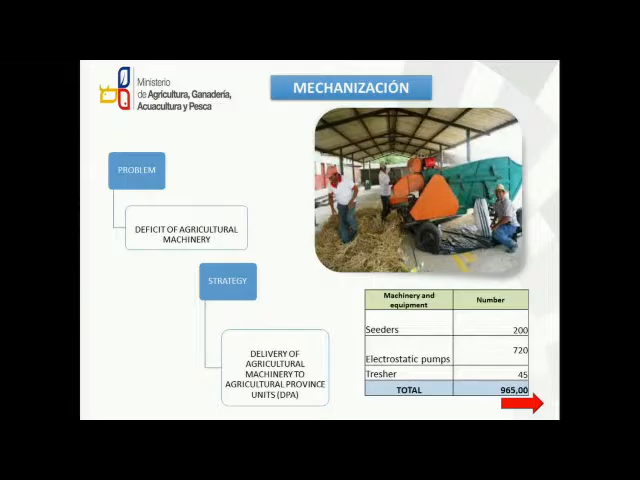 Ministerio
de Agricultura, Ganadería,
Acuacultura y Pesca
MECHANIZACIÓN
PROBLEM
DEFICIT OF AGRICULTURAL
MACHINERY
STRATEGY
DELIVERY OF
AGRICULTURAL
MACHINERY TO
AGRICULTURAL PROVINCE
UNITS (DPA)
Machinery and
equipment Number
Seeders 200
Electrostatic pumps 720
Tresher 45
TOTAL 965,00